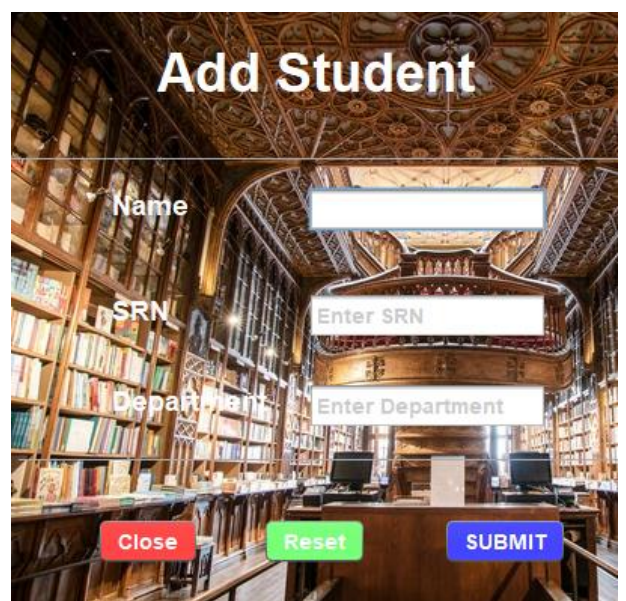 Add Student
Name
SRN
Enter SRN
Department
Enter Department
Close
Reset
SUBMIT